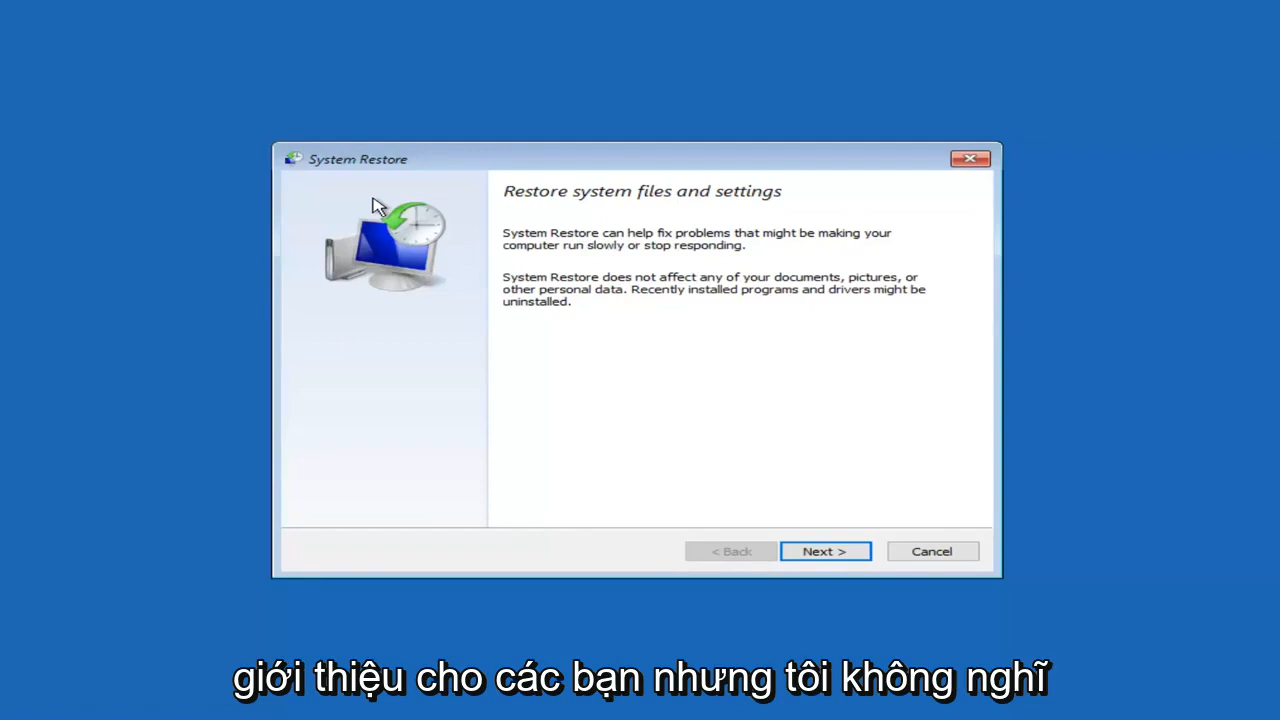 System Restore
Restore system files and settings
System Restore can help fix problems that might be making your
computer run slowly or stop responding.
System Restore does not affect any of your documents, pictures, or
other personal data. Recently installed programs and drivers might be
uninstalled.
< Back
Next >
Cancel
giới thiệu cho các bạn nhưng tôi không nghĩ